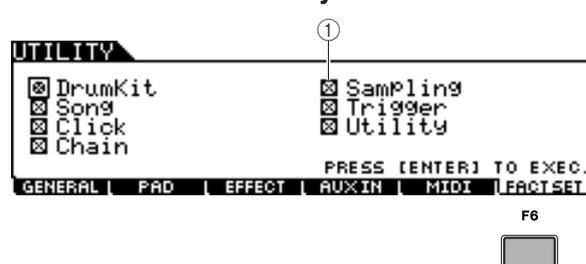 ①
UTILITY
DrumKit
Song
Click
Chain
Sampling
Trigger
Utility
PRESS [ENTER] TO EXEC.
GENERAL PAD EFFECT AUXIN MIDI FACTSET
F6